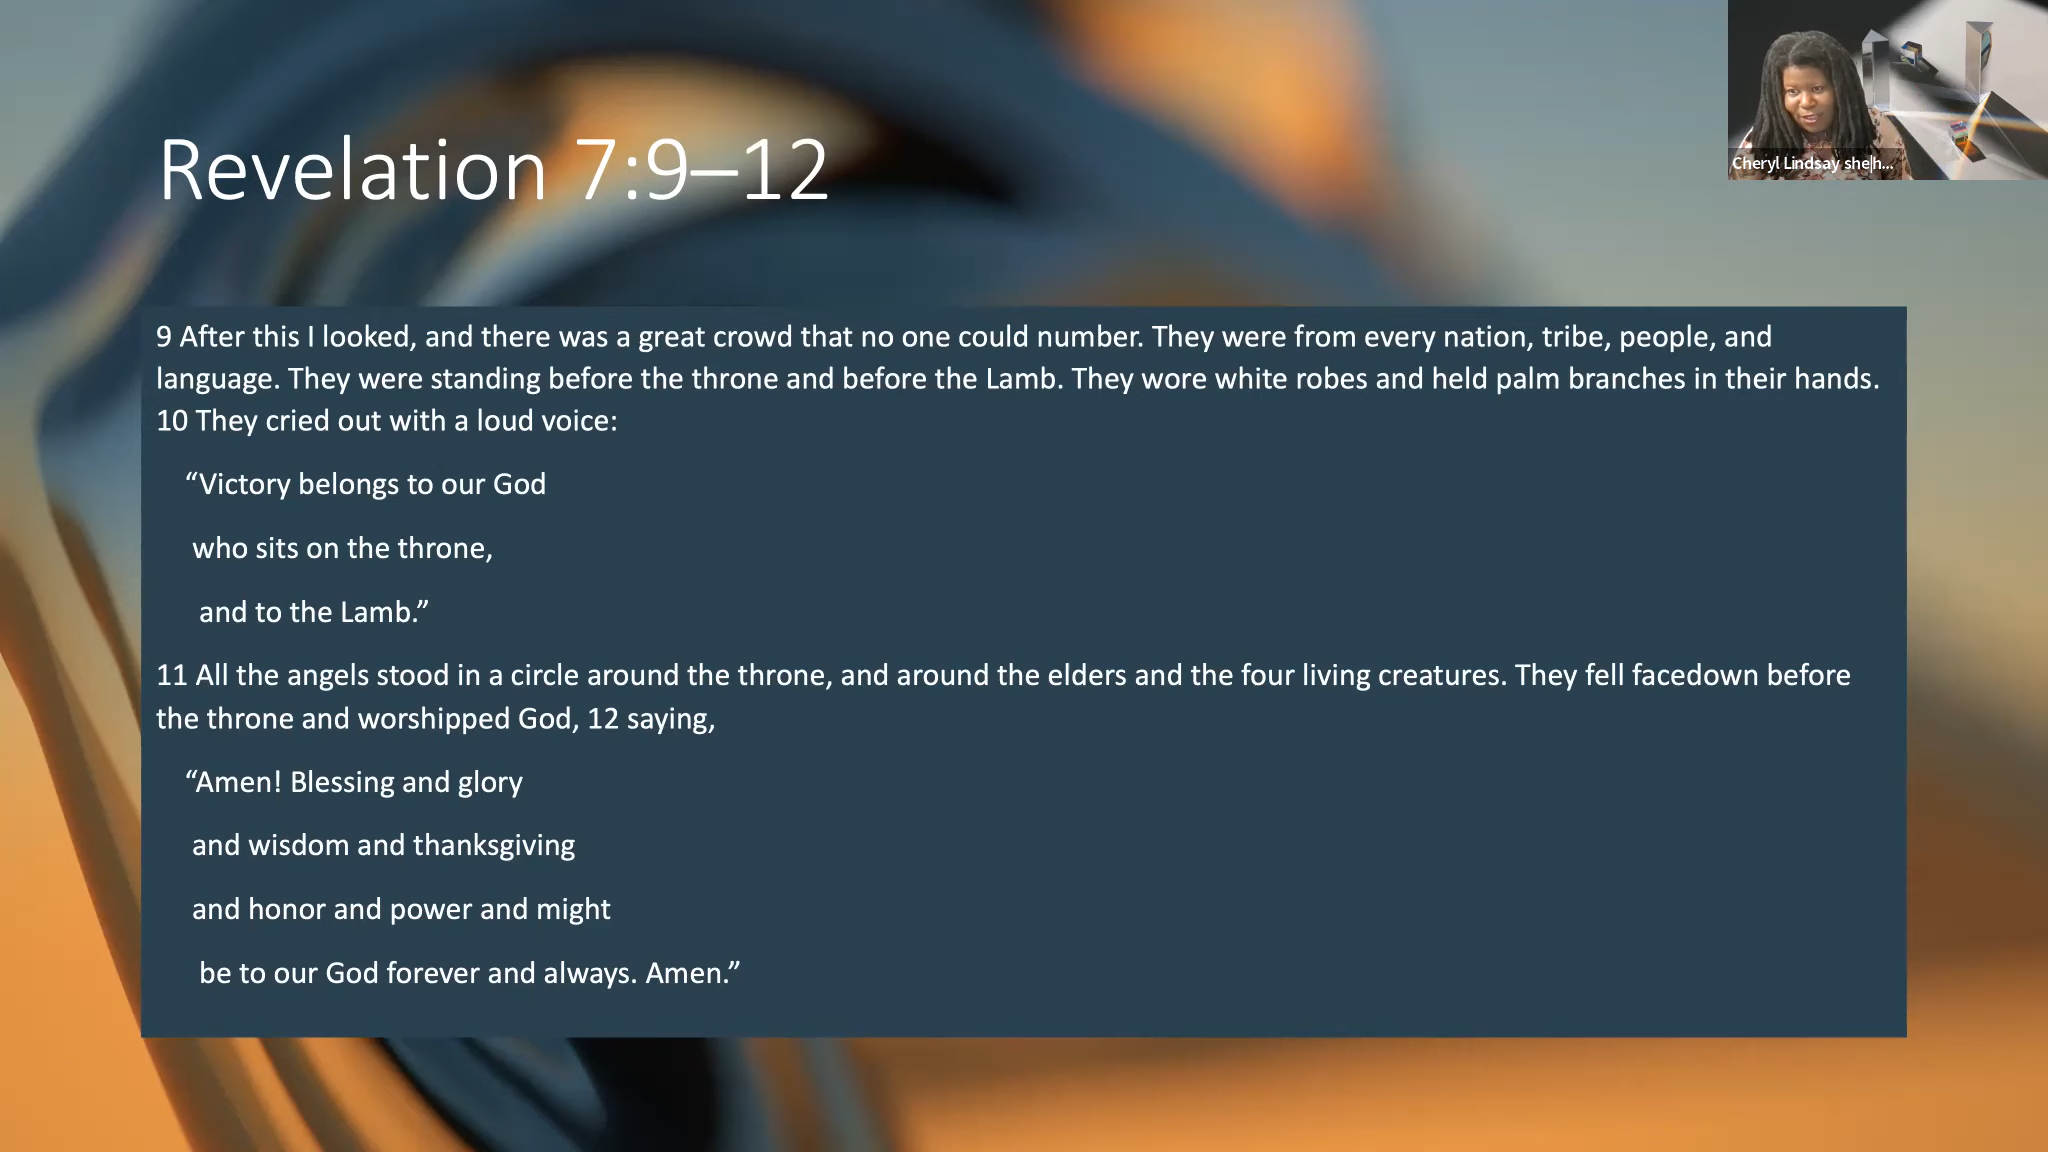 Revelation 7:9–12
Cheryl Lindsay she|h...
9 After this I looked, and there was a great crowd that no one could number. They were from every nation, tribe, people, and
language. They were standing before the throne and before the Lamb. They wore white robes and held palm branches in their hands.
10 They cried out with a loud voice:
“Victory belongs to our God
who sits on the throne,
and to the Lamb.”
11 All the angels stood in a circle around the throne, and around the elders and the four living creatures. They fell facedown before
the throne and worshipped God, 12 saying,
“Amen! Blessing and glory
and wisdom and thanksgiving
and honor and power and might
be to our God forever and always. Amen.”